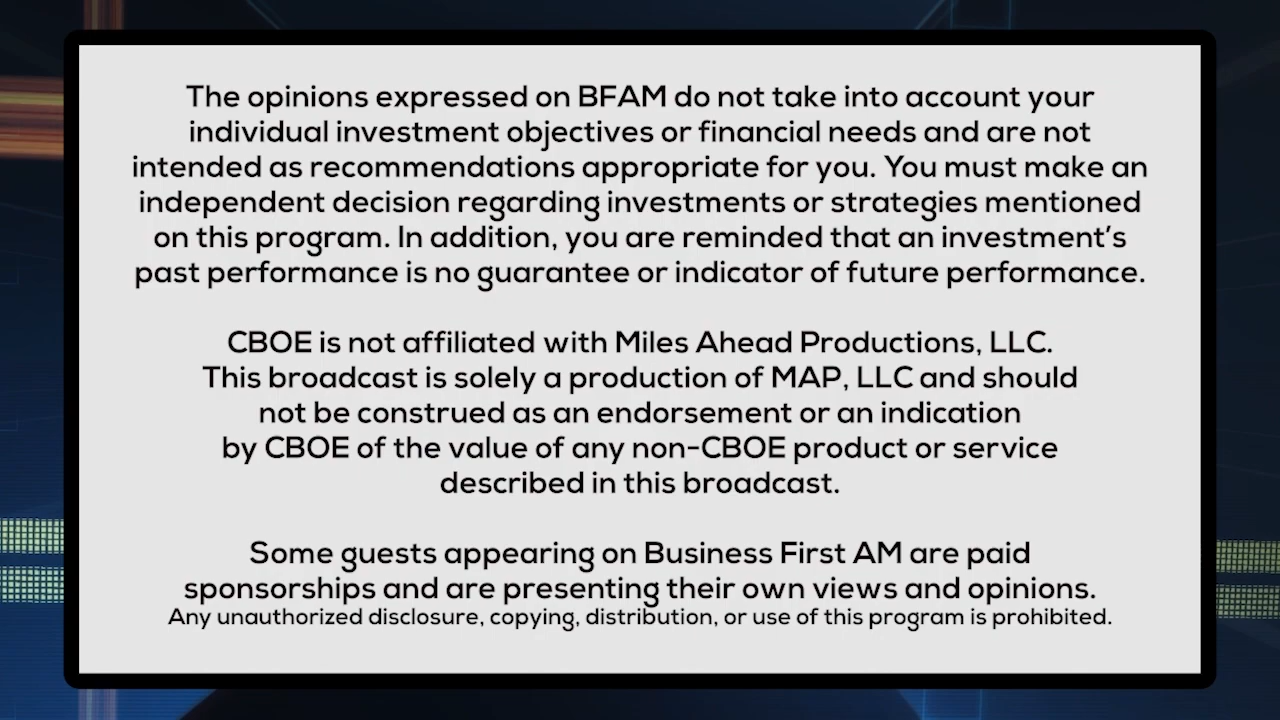 The opinions expressed on BFAM do not take into account your
individual investment objectives or financial needs and are not
intended as recommendations appropriate for you. You must make an
independent decision regarding investments or strategies mentioned
on this program. In addition, you are reminded that an investment's
past performance is no guarantee or indicator of future performance.
CBOE is not affiliated with Miles Ahead Productions, LLC.
This broadcast is solely a production of MAP, LLC and should
not be construed as an endorsement or an indication
by CBOE of the value of any non-CBOE product or service
described in this broadcast.
Some guests appearing on Business First AM are paid
sponsorships and are presenting their own views and opinions.
Any unauthorized disclosure, copying, distribution, or use of this program is prohibited.